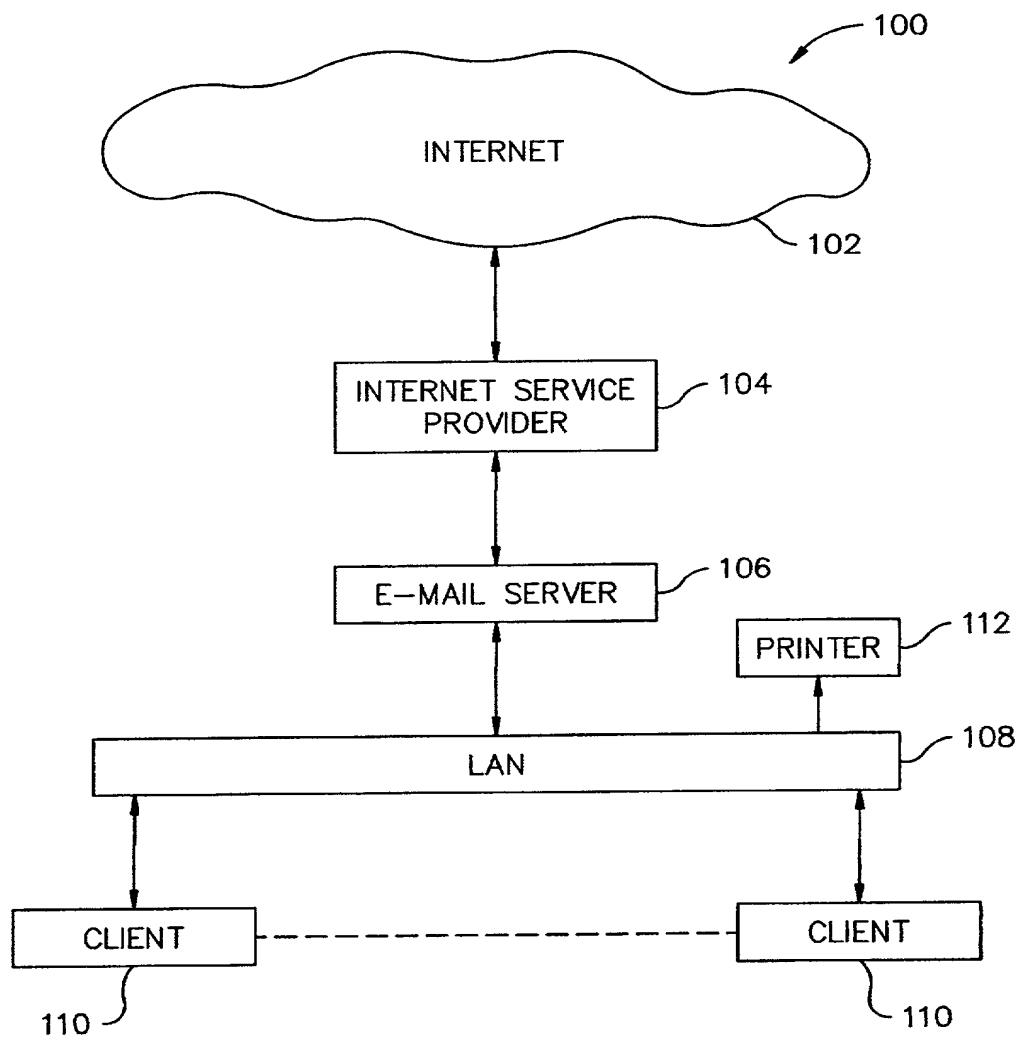 100
INTERNET
102
INTERNET SERVICE
PROVIDER
104
E-MAIL SERVER
106
PRINTER
112
LAN
108
CLIENT
CLIENT
110
110